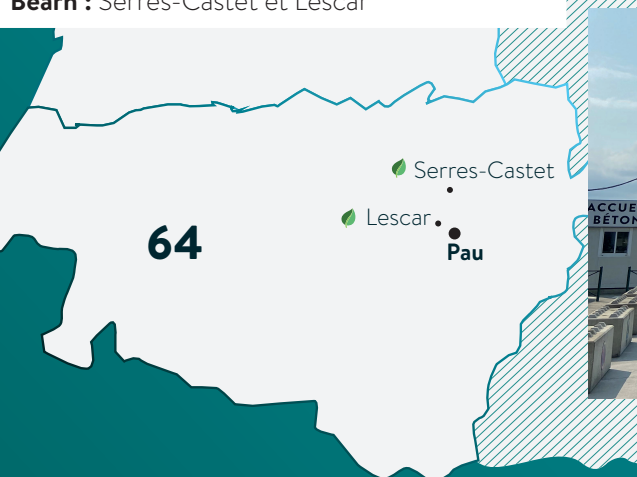 Béarn : Serres-Castet et Lescar
Serres-Castet
Lescar
64
Pau
ACCUE
BÉTON